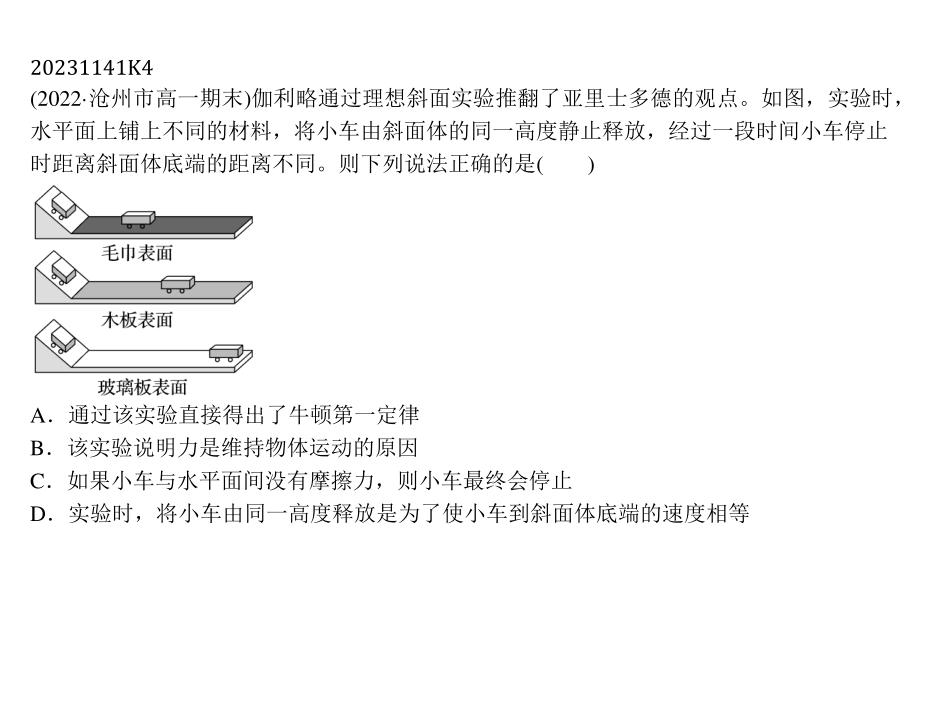 20231141K4
(2022·沧州市高一期末)伽利略通过理想斜面实验推翻了亚里士多德的观点。如图，实验时，
水平面上铺上不同的材料，将小车由斜面体的同一高度静止释放，经过一段时间小车停止
时距离斜面体底端的距离不同。则下列说法正确的是(　　)
毛巾表面
木板表面
玻璃板表面
A．通过该实验直接得出了牛顿第一定律
B．该实验说明力是维持物体运动的原因
C．如果小车与水平面间没有摩擦力，则小车最终会停止
D．实验时，将小车由同一高度释放是为了使小车到斜面体底端的速度相等